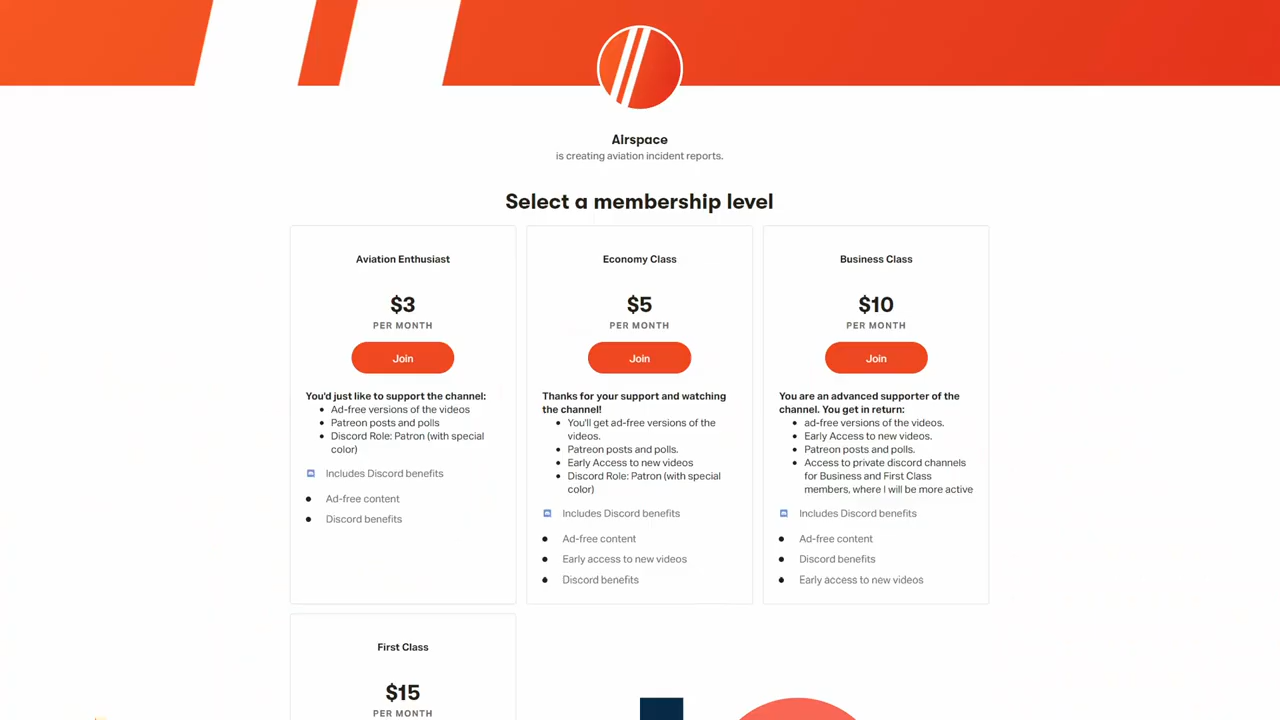 AIrspace
is creating aviation incident reports.
Select a membership level
Aviation Enthusiast
$3
PER MONTH
Join
You'd just like to support the channel:
Ad-free versions of the videos
Patreon posts and polls
Discord Role: Patron (with special
color)
Includes Discord benefits
Ad-free content
Discord benefits
Economy Class
$5
PER MONTH
Join
Thanks for your support and watching
the channel!
You'll get ad-free versions of the
videos.
Patreon posts and polls.
Early Access to new videos
Discord Role: Patron (with special
color)
Includes Discord benefits
Ad-free content
Early access to new videos
Discord benefits
Business Class
$10
PER MONTH
Join
You are an advanced supporter of the
channel. You get in return:
ad-free versions of the videos.
Early Access to new videos.
Patreon posts and polls.
Access to private discord channels
for Business and First Class
members, where I will be more active
Includes Discord benefits
Ad-free content
Discord benefits
Early access to new videos
First Class
$15
PER MONTH